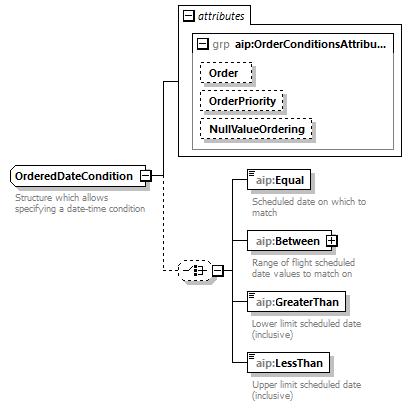 attributes
grp aip:OrderConditionsAttribu...
Order
OrderPriority
NullValueOrdering
OrderedDateCondition
Structure which allows
specifying a date-time condition
aip:Equal
Scheduled date on which to
match
aip:Between
Range of flight scheduled
date values to match on
aip:GreaterThan
Lower limit scheduled date
(inclusive)
aip:LessThan
Upper limit scheduled date
(inclusive)